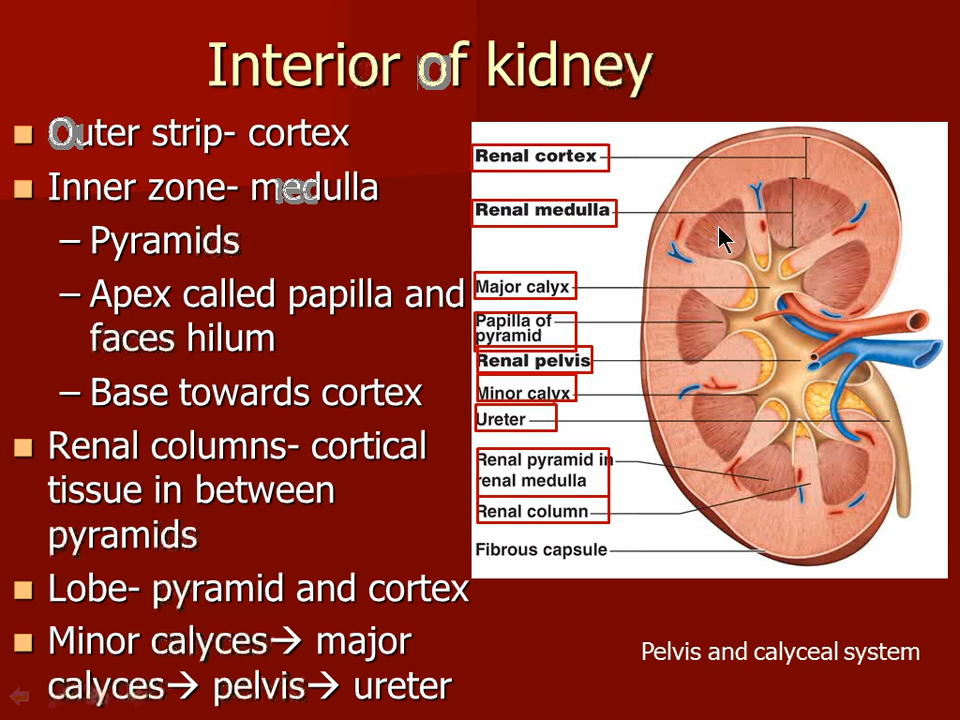 Interior of kidney
Outer strip- cortex
Inner zone- medulla
– Pyramids
– Apex called papilla and
faces hilum
– Base towards cortex
Renal columns- cortical
tissue in between
pyramids
Lobe- pyramid and cortex
Minor calyces→ major
calyces→ pelvis→ ureter
Renal cortex
Renal medulla
Major calyx
Papilla of
pyramid
Renal pelvis
Minor calyx
Ureter
Renal pyramid in
renal medulla
Renal column
Fibrous capsule
Pelvis and calyceal system